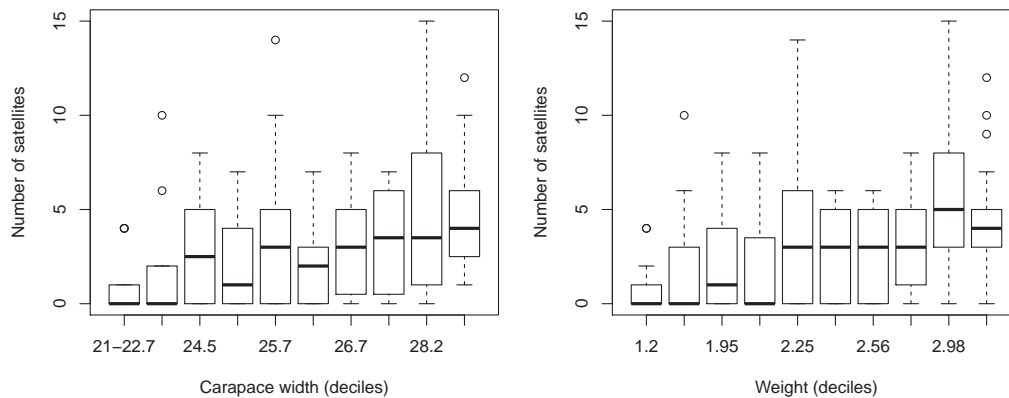 Number of satellites
15
10
5
0
21−22.7 24.5 25.7 26.7 28.2
Carapace width (deciles)
Number of satellites
15
10
5
0
1.2 1.95 2.25 2.56 2.98
Weight (deciles)